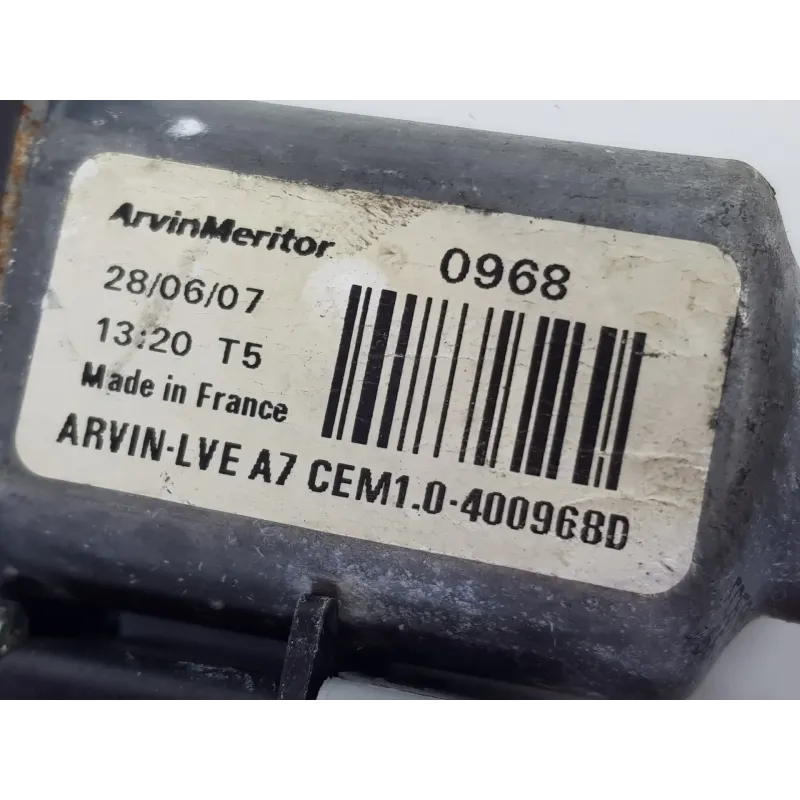 ArvinMeritor 0968
28/06/07
13:20 T5
Made in France
ARVIN-LVE A7 CEM1.0-400968D